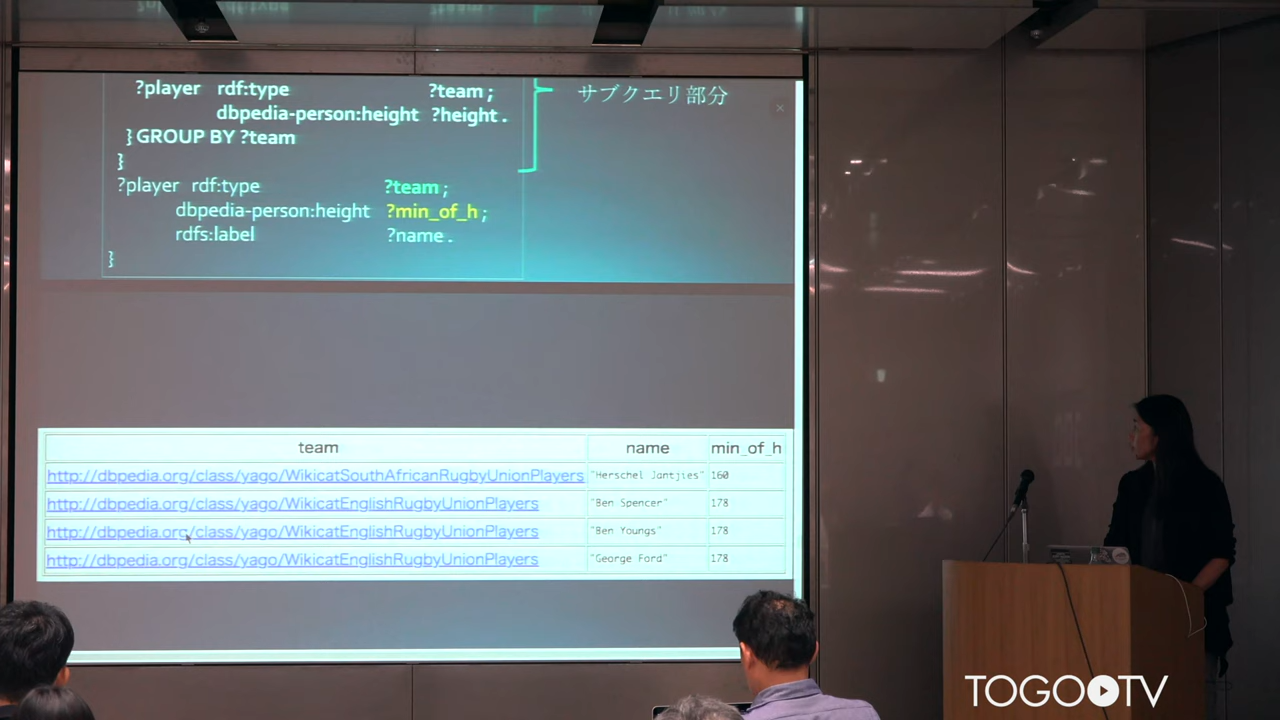 ?player rdf:type ?team ;
dbpedia-person:height ?height .
} GROUP BY ?team
}
サブクエリ部分
?player rdf:type ?team ;
dbpedia-person:height ?min_of_h ;
rdfs:label ?name .
}
team name min_of_h
http://dbpedia.org/class/yago/WikicatSouthAfricanRugbyUnionPlayers "Herschel Jantjies" 160
http://dbpedia.org/class/yago/WikicatEnglishRugbyUnionPlayers "Ben Spencer" 178
http://dbpedia.org/class/yago/WikicatEnglishRugbyUnionPlayers "Ben Youngs" 178
http://dbpedia.org/class/yago/WikicatEnglishRugbyUnionPlayers "George Ford" 178
TOGO TV